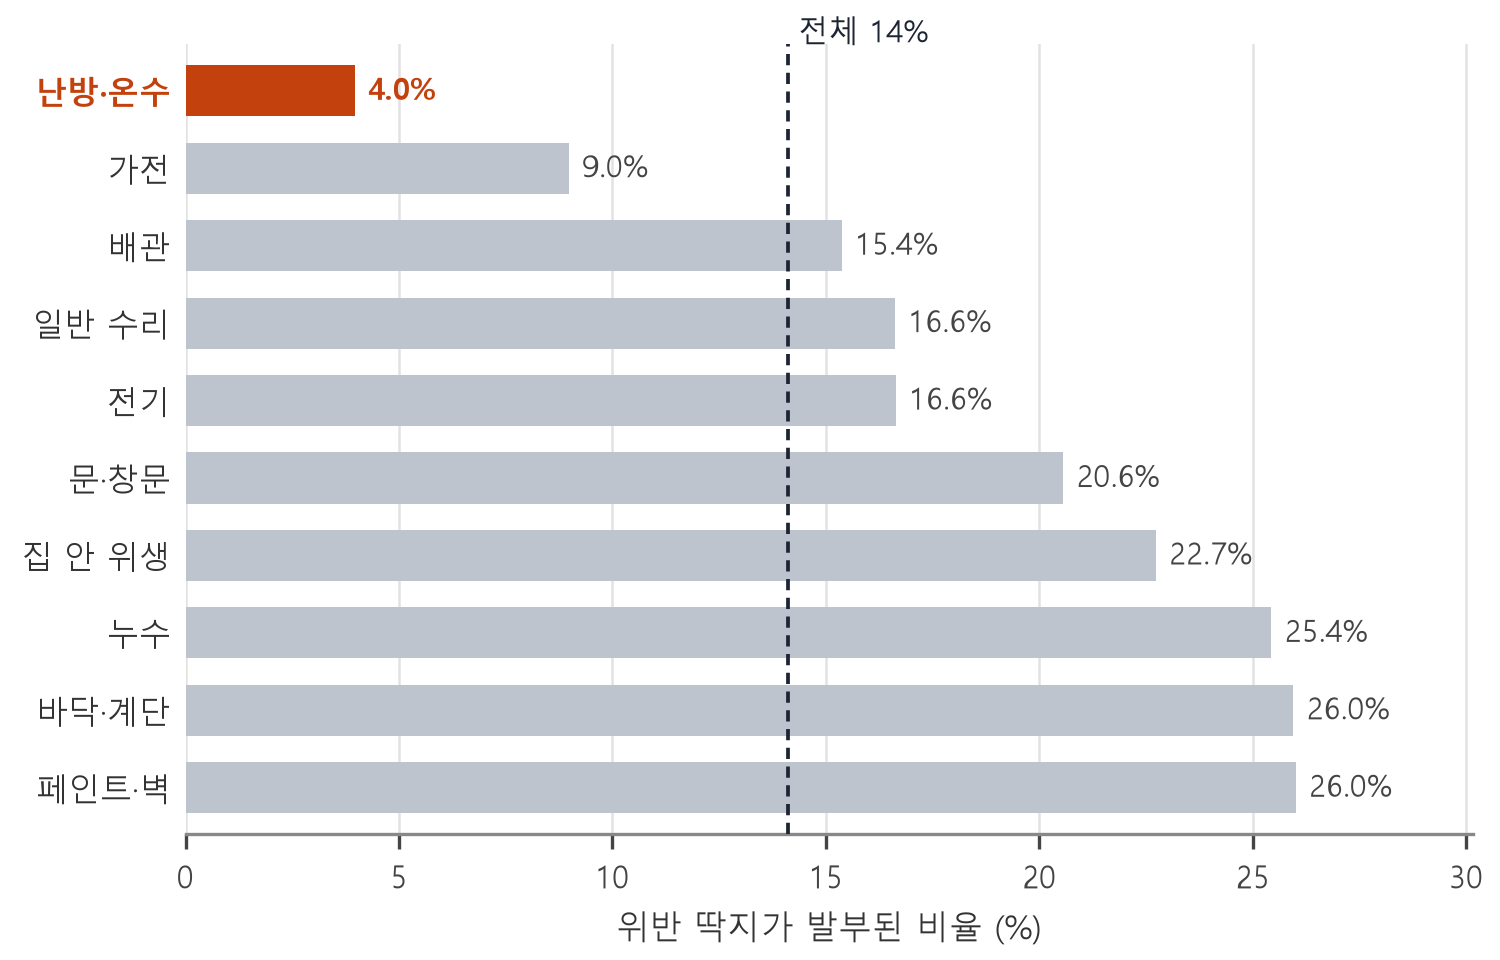 전체 14%
난방·온수 4.0%
가전 9.0%
배관 15.4%
일반 수리 16.6%
전기 16.6%
문·창문 20.6%
집 안 위생 22.7%
누수 25.4%
바닥·계단 26.0%
페인트·벽 26.0%
0 5 10 15 20 25 30
위반 딱지가 발부된 비율 (%)